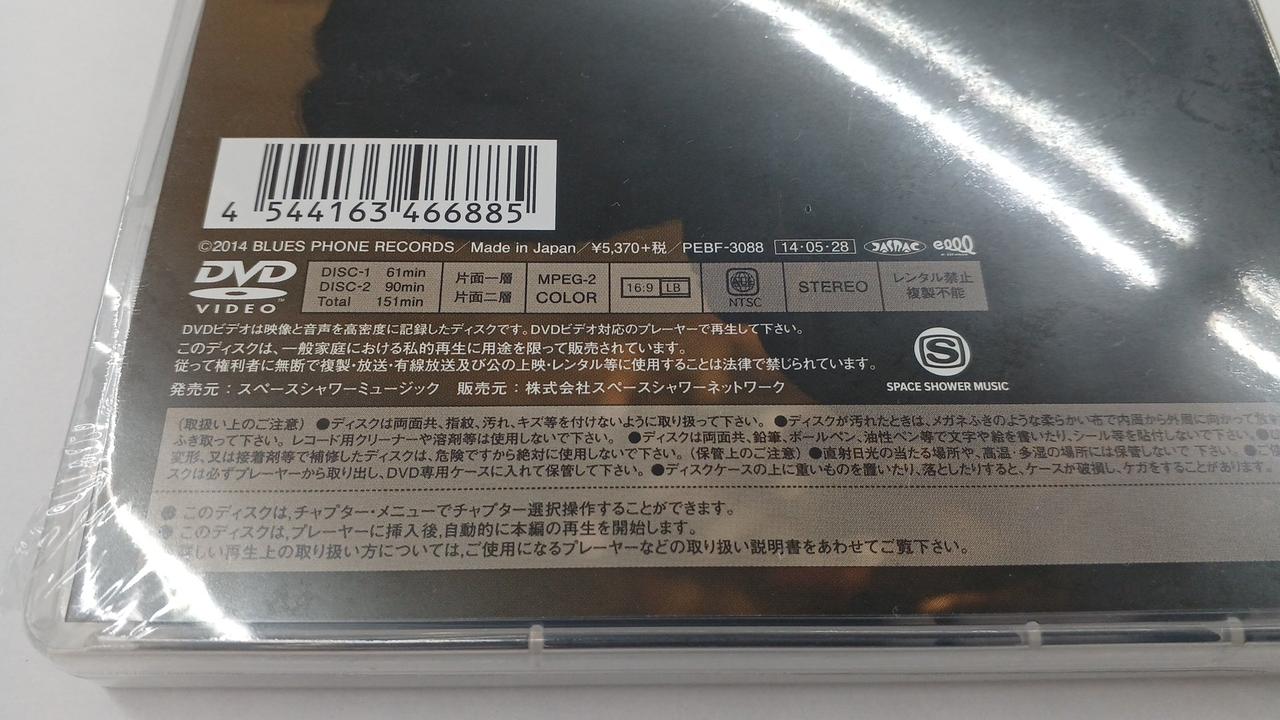 4 544163 466885
©2014 BLUES PHONE RECORDS／Made in Japan／¥5,370+税／PEBF-3088 14·05·28 JASRAC
DVD VIDEO
DISC-1 61min
DISC-2 90min
Total 151min
片面一層
片面二層
MPEG-2
COLOR
16:9 LB
NTSC
STEREO
レンタル禁止
複製不能
DVDビデオは映像と音声を高密度に記録したディスクです。DVDビデオ対応のプレーヤーで再生して下さい。
このディスクは、一般家庭における私的再生に用途を限って販売されています。
従って権利者に無断で複製・放送・有線放送及び公の上映・レンタル等に使用することは法律で禁じられています。
発売元：スペースシャワーミュージック 販売元：株式会社スペースシャワーネットワーク
S
SPACE SHOWER MUSIC
（取扱い上のご注意）●ディスクは両面共、指紋、汚れ、キズ等を付けないように取り扱って下さい。●ディスクが汚れたときは、メガネふきのような柔らかい布で内周から外周に向かって
ふき取って下さい。レコード用クリーナーや溶剤等は使用しないで下さい。●ディスクは両面共、鉛筆、ボールペン、油性ペン等で文字や絵を書いたり、シール等を貼付しないで下さい。
変形、又は接着剤等で補修したディスクは、危険ですから絶対に使用しないで下さい。（保管上のご注意）●直射日光の当たる場所や、高温・多湿の場所には保管しないで下さい。
スクは必ずプレーヤーから取り出し、DVD専用ケースに入れて保管して下さい。●ディスクケースの上に重いものを置いたり、落としたりすると、ケースが破損し、ケガをすることがあります。
●このディスクは、チャプター・メニューでチャプター選択操作することができます。
●このディスクは、プレーヤーに挿入後、自動的に本編の再生を開始します。
しい再生上の取り扱い方については、ご使用になるプレーヤーなどの取り扱い説明書をあわせてご覧下さい。